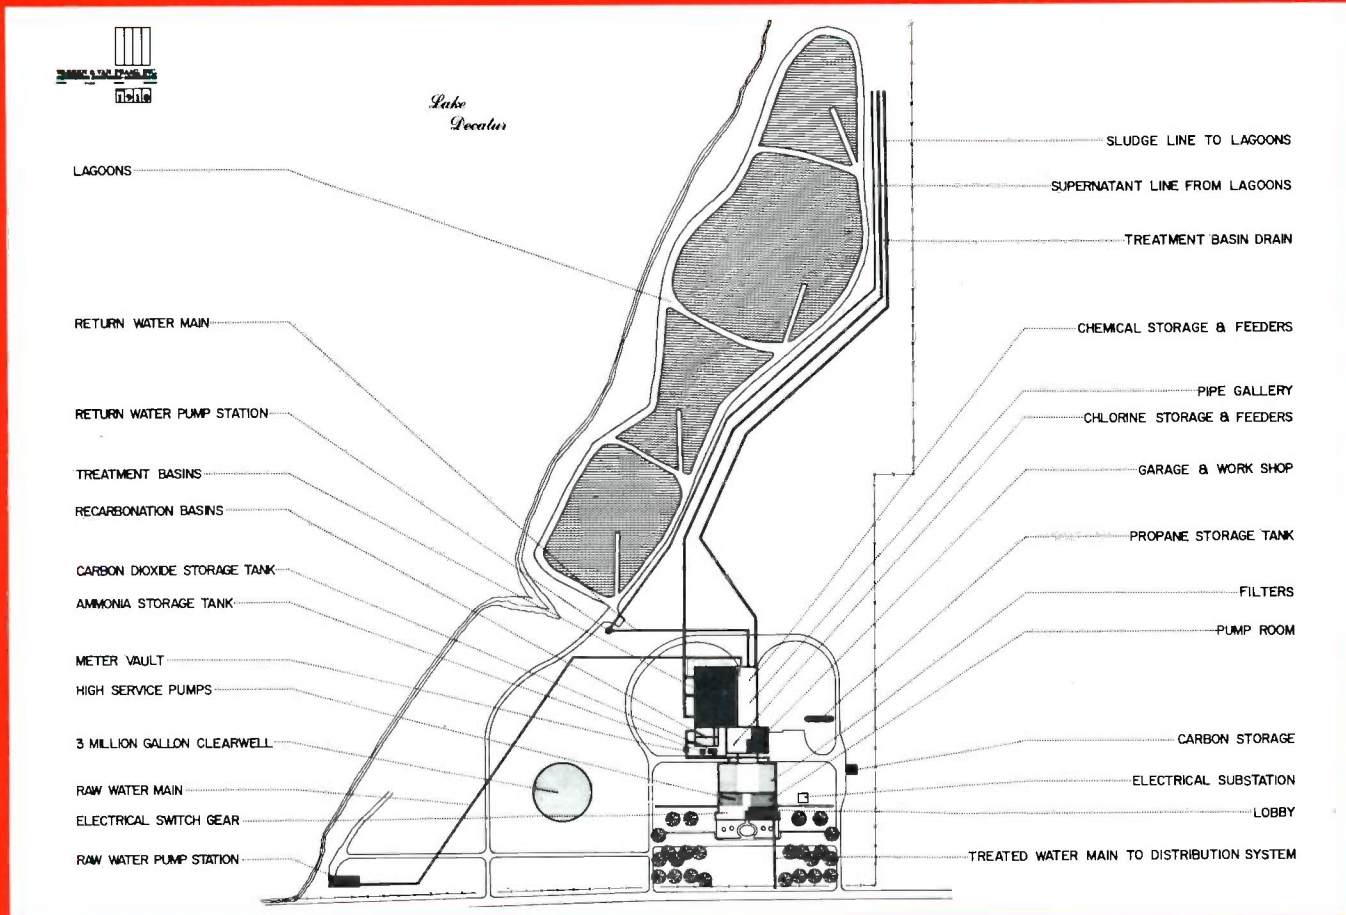 Lake
Decatur
LAGOONS
RETURN WATER MAIN
RETURN WATER PUMP STATION
TREATMENT BASINS
RECARBONATION BASINS
CARBON DIOXIDE STORAGE TANK
AMMONIA STORAGE TANK
METER VAULT
HIGH SERVICE PUMPS
3 MILLION GALLON CLEARWELL
RAW WATER MAIN
ELECTRICAL SWITCH GEAR
RAW WATER PUMP STATION
SLUDGE LINE TO LAGOONS
SUPERNATANT LINE FROM LAGOONS
TREATMENT BASIN DRAIN
CHEMICAL STORAGE & FEEDERS
PIPE GALLERY
CHLORINE STORAGE & FEEDERS
GARAGE & WORK SHOP
PROPANE STORAGE TANK
FILTERS
PUMP ROOM
CARBON STORAGE
ELECTRICAL SUBSTATION
LOBBY
TREATED WATER MAIN TO DISTRIBUTION SYSTEM